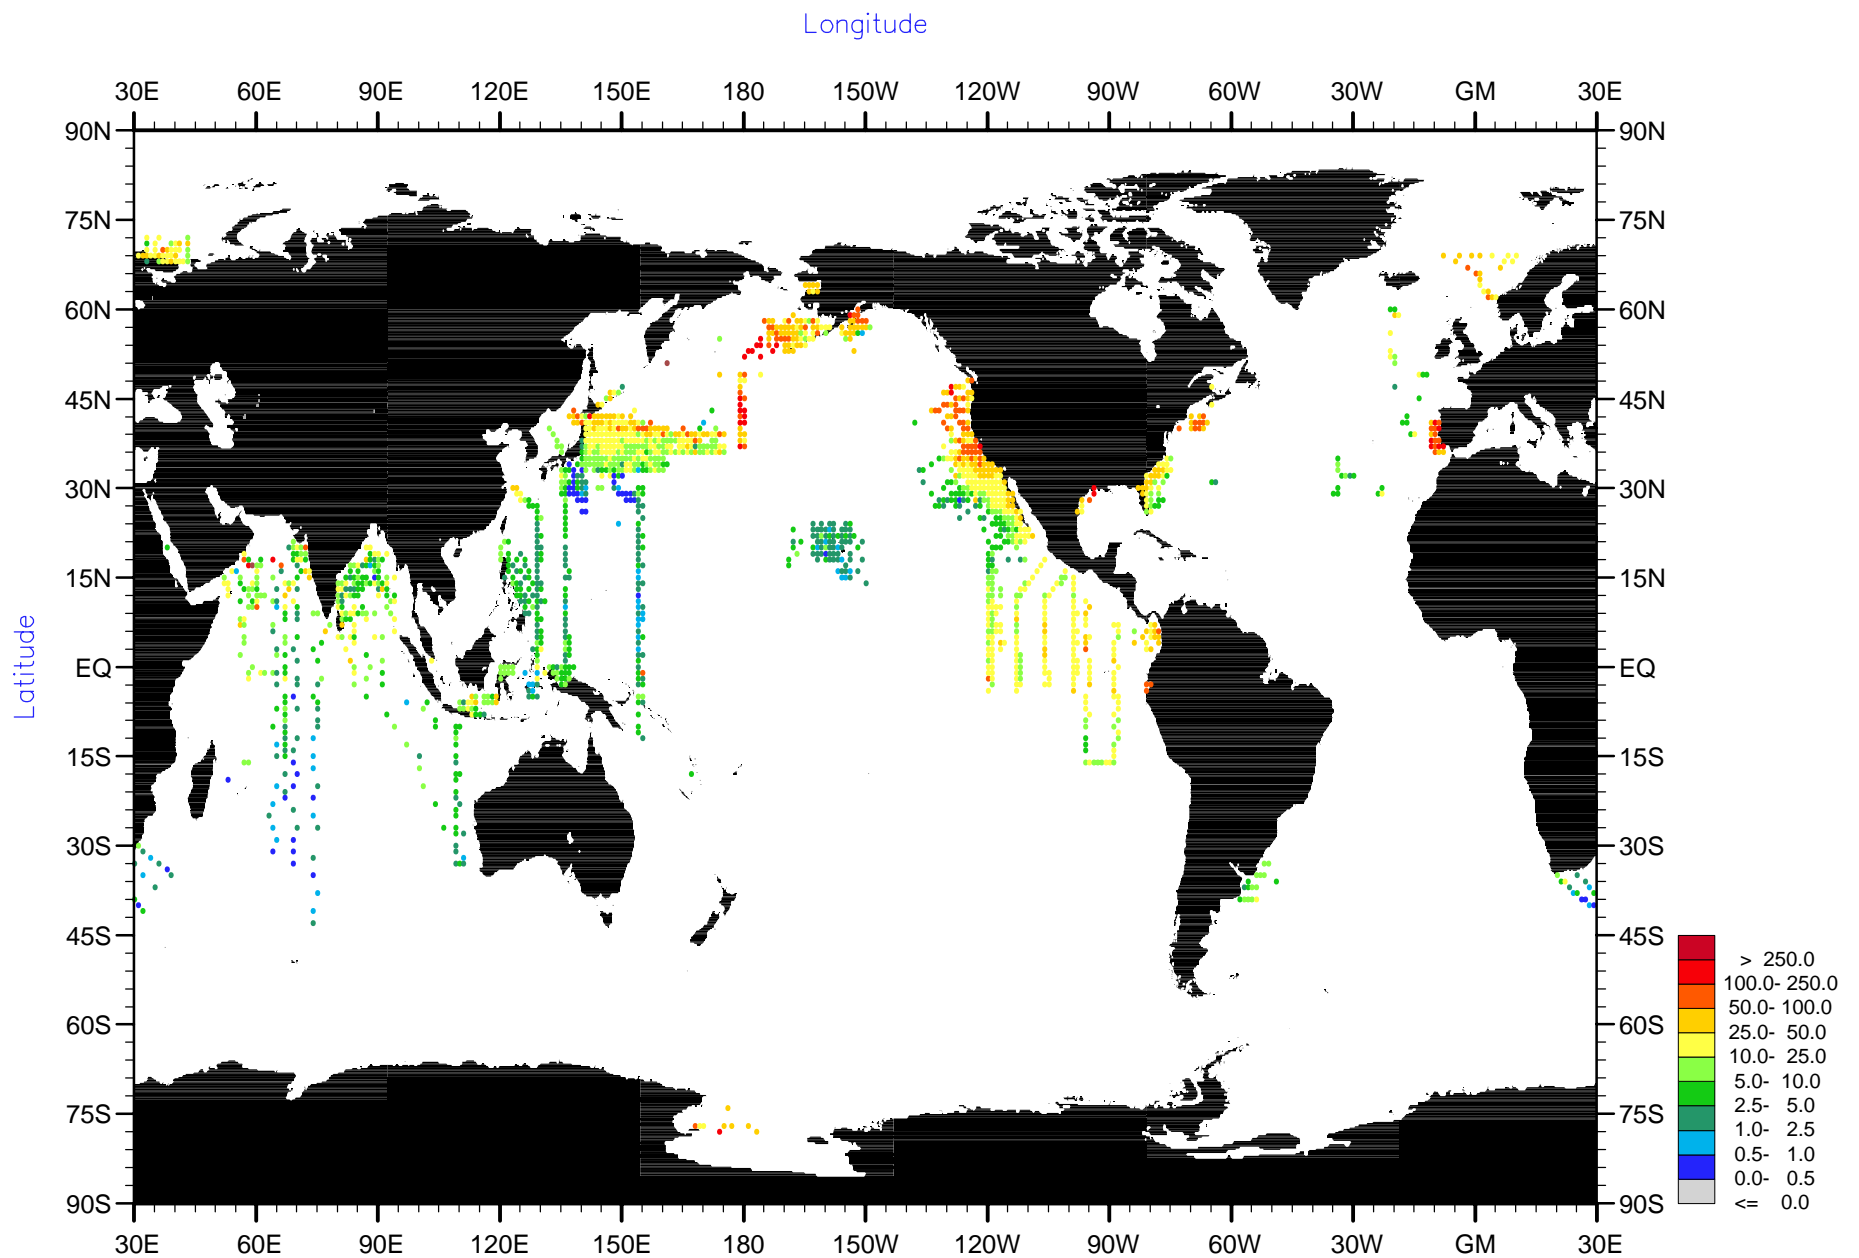 Longitude
30E 60E 90E 120E 150E 180 150W 120W 90W 60W 30W GM 30E
90N 90N
75N 75N
60N 60N
45N 45N
30N 30N
15N 15N
EQ EQ
15S 15S
30S 30S
45S 45S
60S 60S
75S 75S
90S 90S
Latitude
30E 60E 90E 120E 150E 180 150W 120W 90W 60W 30W GM 30E
> 250.0
100.0- 250.0
50.0- 100.0
25.0- 50.0
10.0- 25.0
5.0- 10.0
2.5- 5.0
1.0- 2.5
0.5- 1.0
0.0- 0.5
<= 0.0